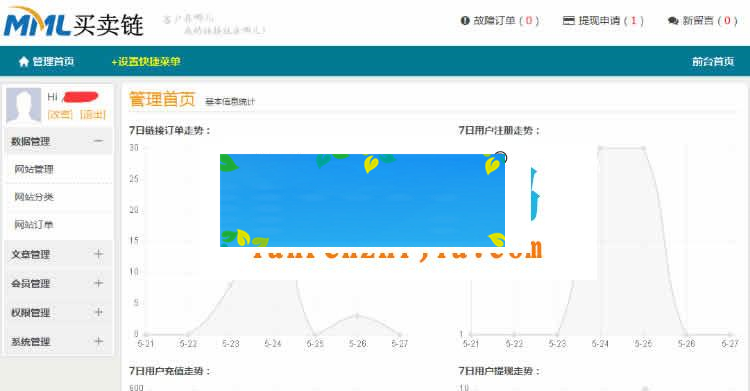 MML买卖链
客户在哪儿
我的链接就在哪儿!
故障订单 ( 0 )
提现申请 ( 1 )
新留言 ( 0 )
管理首页
+设置快捷菜单
前台首页
Hi
[改密] [退出]
数据管理
网站管理
网站分类
网站订单
文章管理
会员管理
权限管理
系统管理
管理首页 基本信息统计
7日链接订单走势：
30
25
20
15
10
5
0
5-21 5-22 5-23 5-24 5-25 5-26 5-27
7日用户注册走势：
1
5-21 5-22 5-23 5-24 5-25 5-26 5-27
7日用户充值走势：
600
7日用户提现走势：
10